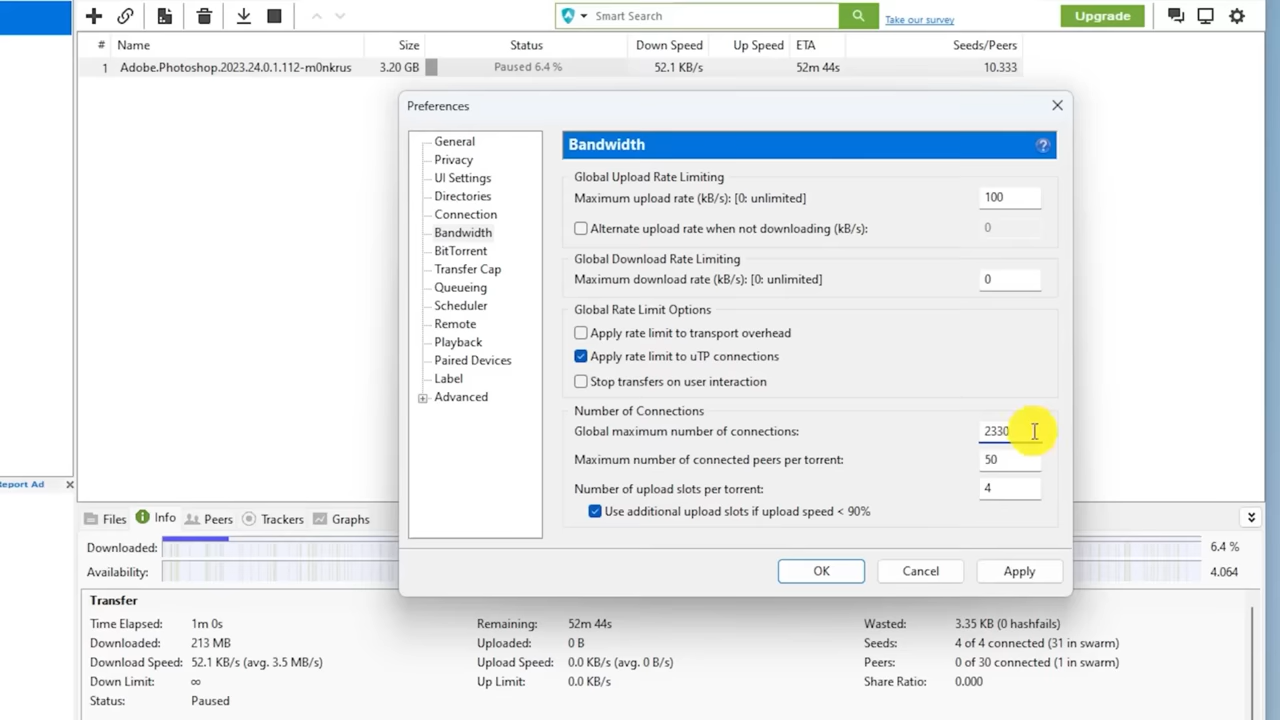 Smart Search
Take our survey
Upgrade
# Name Size Status Down Speed Up Speed ETA Seeds/Peers
1 Adobe.Photoshop.2023.24.0.1.112-m0nkrus 3.20 GB Paused 6.4 % 52.1 KB/s 52m 44s 10.333
Preferences
General
Privacy
UI Settings
Directories
Connection
Bandwidth
BitTorrent
Transfer Cap
Queueing
Scheduler
Remote
Playback
Paired Devices
Label
Advanced
Bandwidth
?
Global Upload Rate Limiting
Maximum upload rate (kB/s): [0: unlimited] 100
Alternate upload rate when not downloading (kB/s): 0
Global Download Rate Limiting
Maximum download rate (kB/s): [0: unlimited] 0
Global Rate Limit Options
Apply rate limit to transport overhead
Apply rate limit to uTP connections
Stop transfers on user interaction
Number of Connections
Global maximum number of connections: 2330
Maximum number of connected peers per torrent: 50
Number of upload slots per torrent: 4
Use additional upload slots if upload speed < 90%
OK Cancel Apply
Report Ad
Files Info Peers Trackers Graphs
Downloaded: 6.4 %
Availability: 4.064
Transfer
Time Elapsed: 1m 0s Remaining: 52m 44s Wasted: 3.35 KB (0 hashfails)
Downloaded: 213 MB Uploaded: 0 B Seeds: 4 of 4 connected (31 in swarm)
Download Speed: 52.1 KB/s (avg. 3.5 MB/s) Upload Speed: 0.0 KB/s (avg. 0 B/s) Peers: 0 of 30 connected (1 in swarm)
Down Limit: ∞ Up Limit: 0.0 KB/s Share Ratio: 0.000
Status: Paused